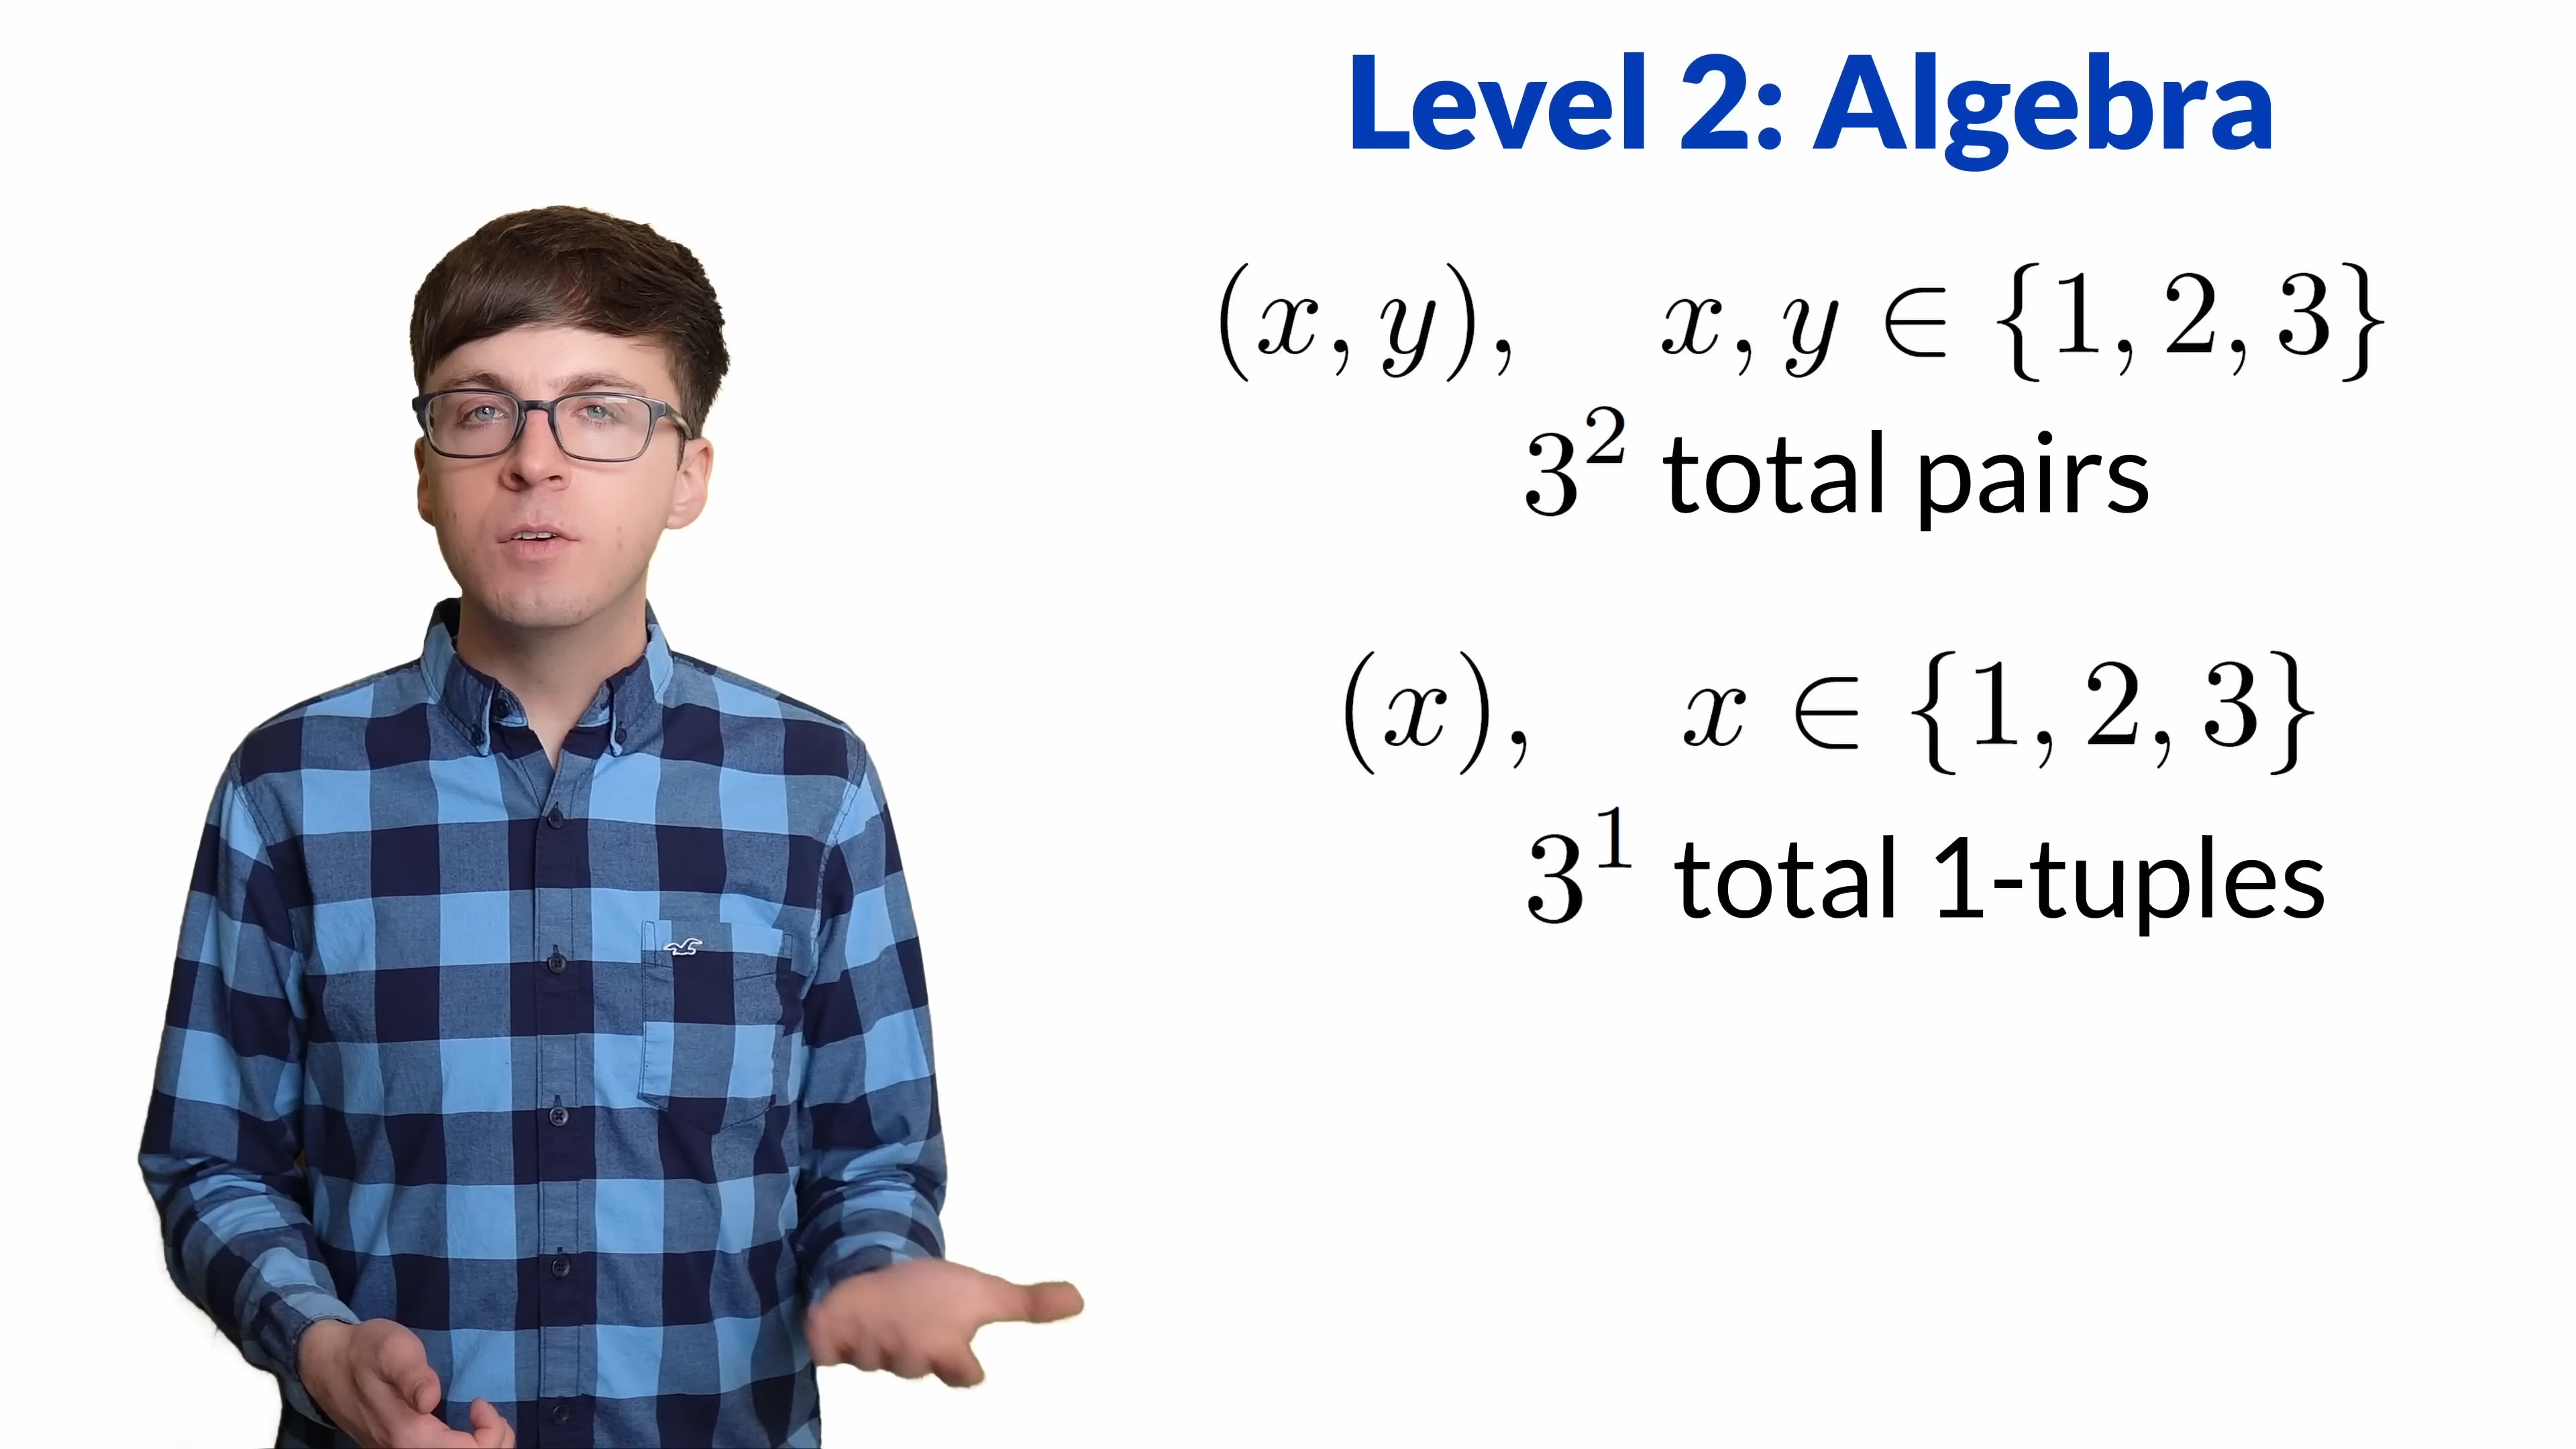 Level 2: Algebra
(x, y), x, y ∈ {1, 2, 3}
3² total pairs
(x), x ∈ {1, 2, 3}
3¹ total 1-tuples